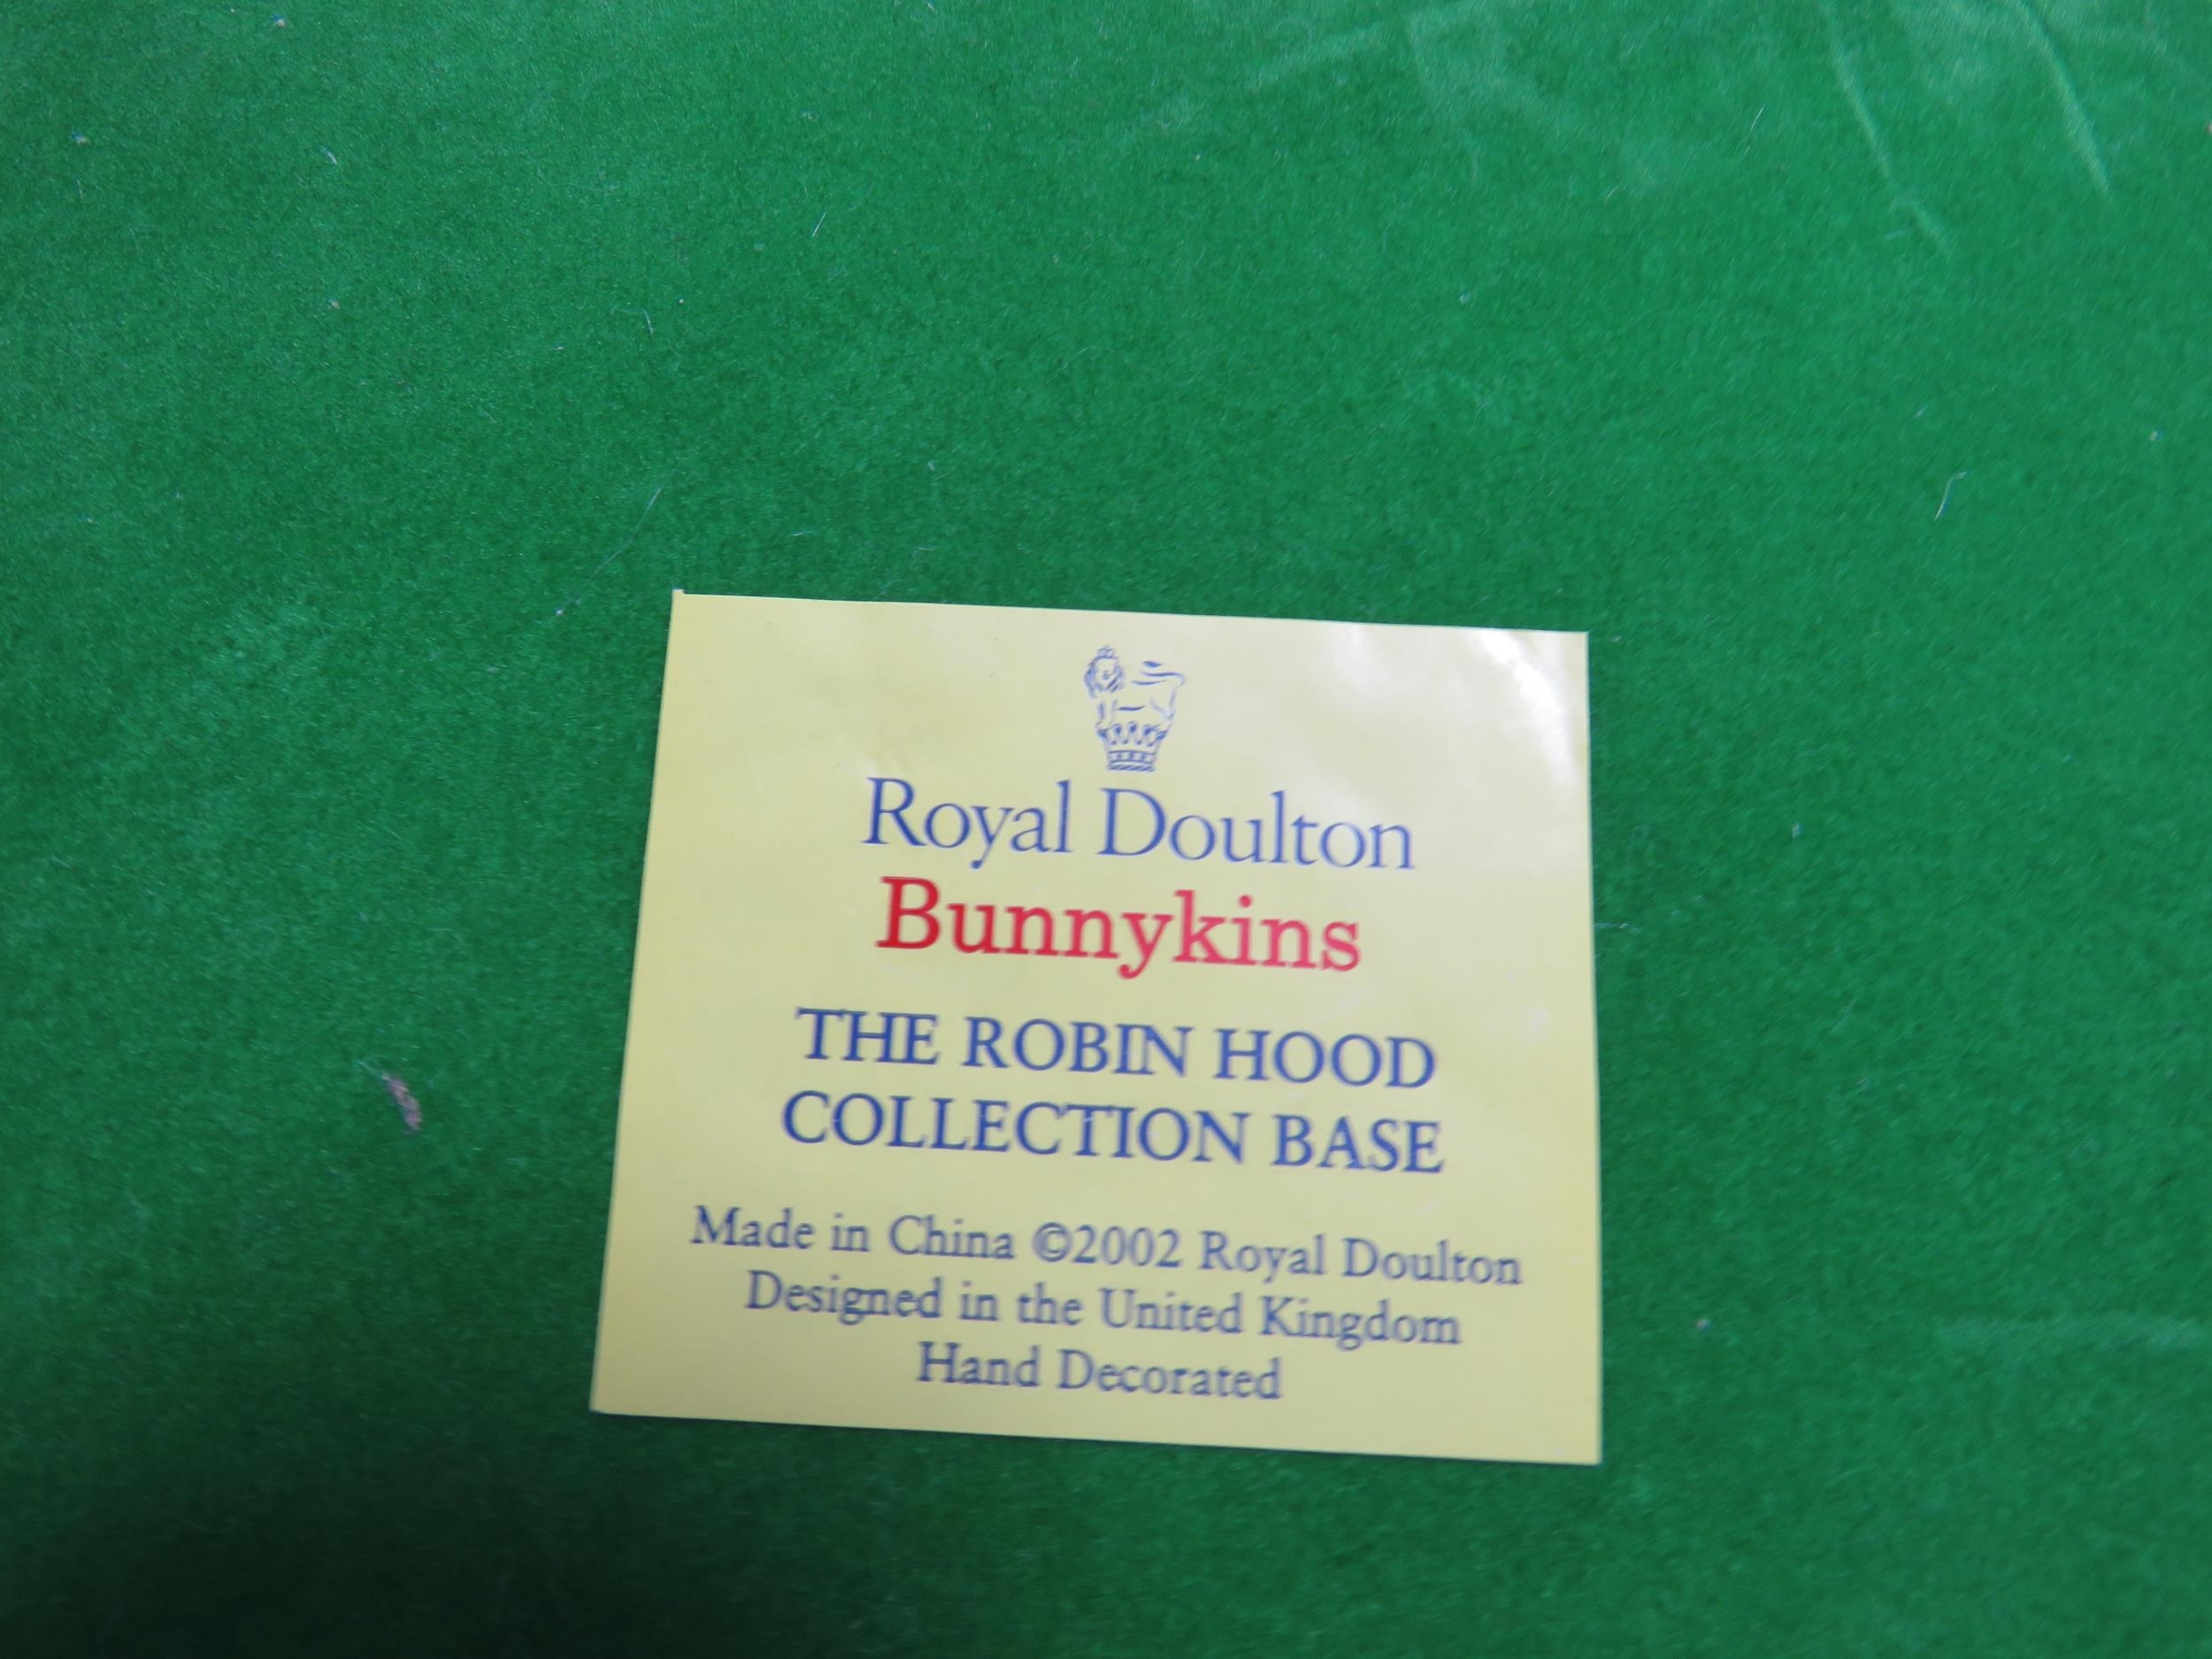 Royal Doulton
Bunnykins
THE ROBIN HOOD
COLLECTION BASE
Made in China ©2002 Royal Doulton
Designed in the United Kingdom
Hand Decorated